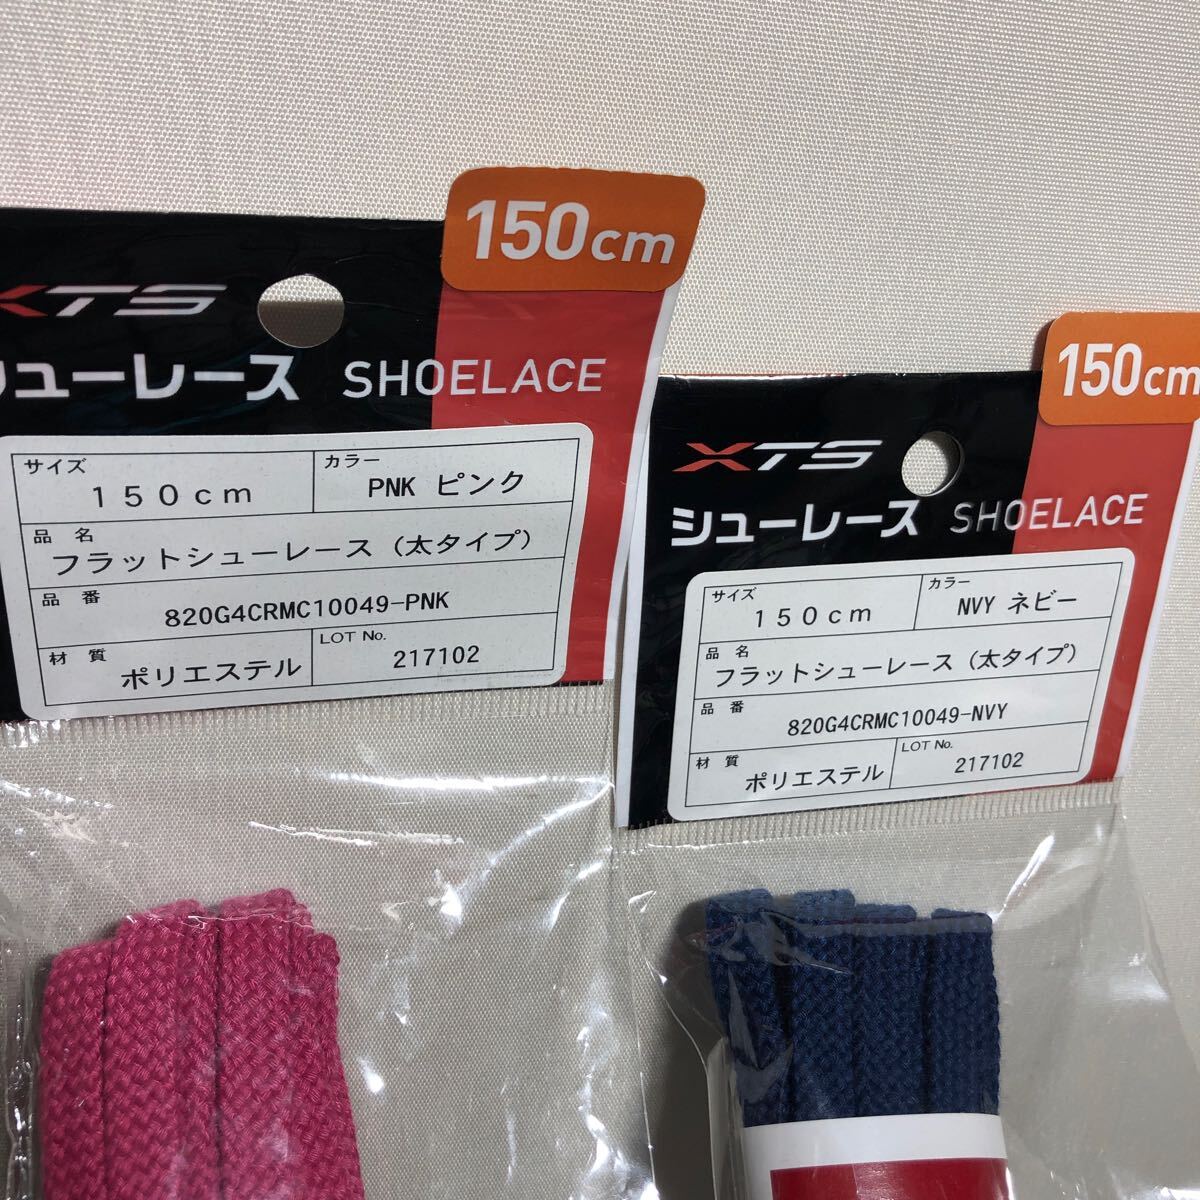 150cm
XTS
シューレース SHOELACE
サイズ
150cm
カラー
PNK ピンク
品名
フラットシューレース（太タイプ）
品番
820G4CRMC10049-PNK
材質
ポリエステル
LOT No.
217102
150cm
XTS
シューレース SHOELACE
サイズ
150cm
カラー
NVY ネビー
品名
フラットシューレース（太タイプ）
品番
820G4CRMC10049-NVY
材質
ポリエステル
LOT No.
217102